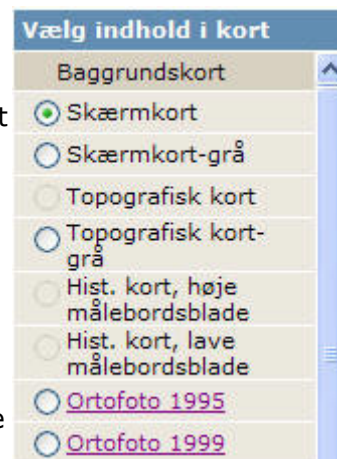 Vælg indhold i kort
Baggrundskort
t
Skærmkort
Skærmkort-grå
Topografisk kort
Topografisk kort-
grå
Hist. kort, høje
målebordsblade
Hist. kort, lave
målebordsblade
e
Ortofoto 1995
Ortofoto 1999